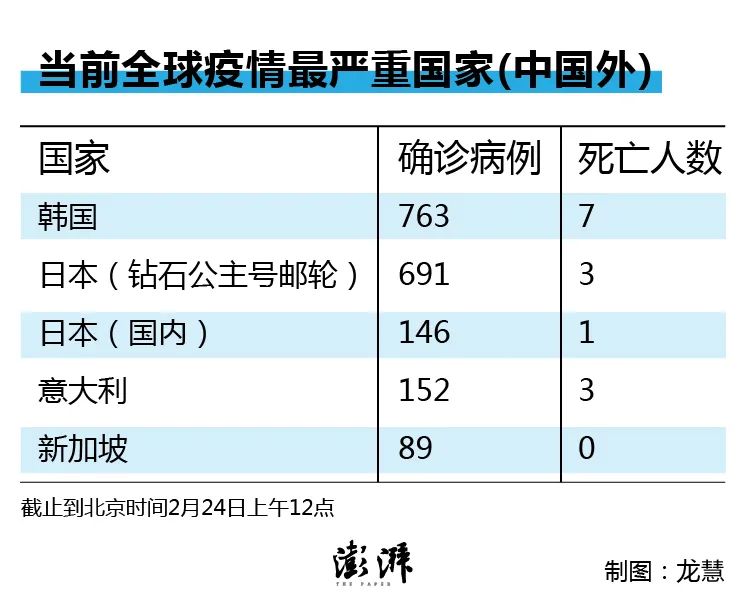 当前全球疫情最严重国家(中国外)
国家 确诊病例 死亡人数
韩国 763 7
日本（钻石公主号邮轮） 691 3
日本（国内） 146 1
意大利 152 3
新加坡 89 0
截止到北京时间2月24日上午12点
澎湃
THE PAPER
制图：龙慧